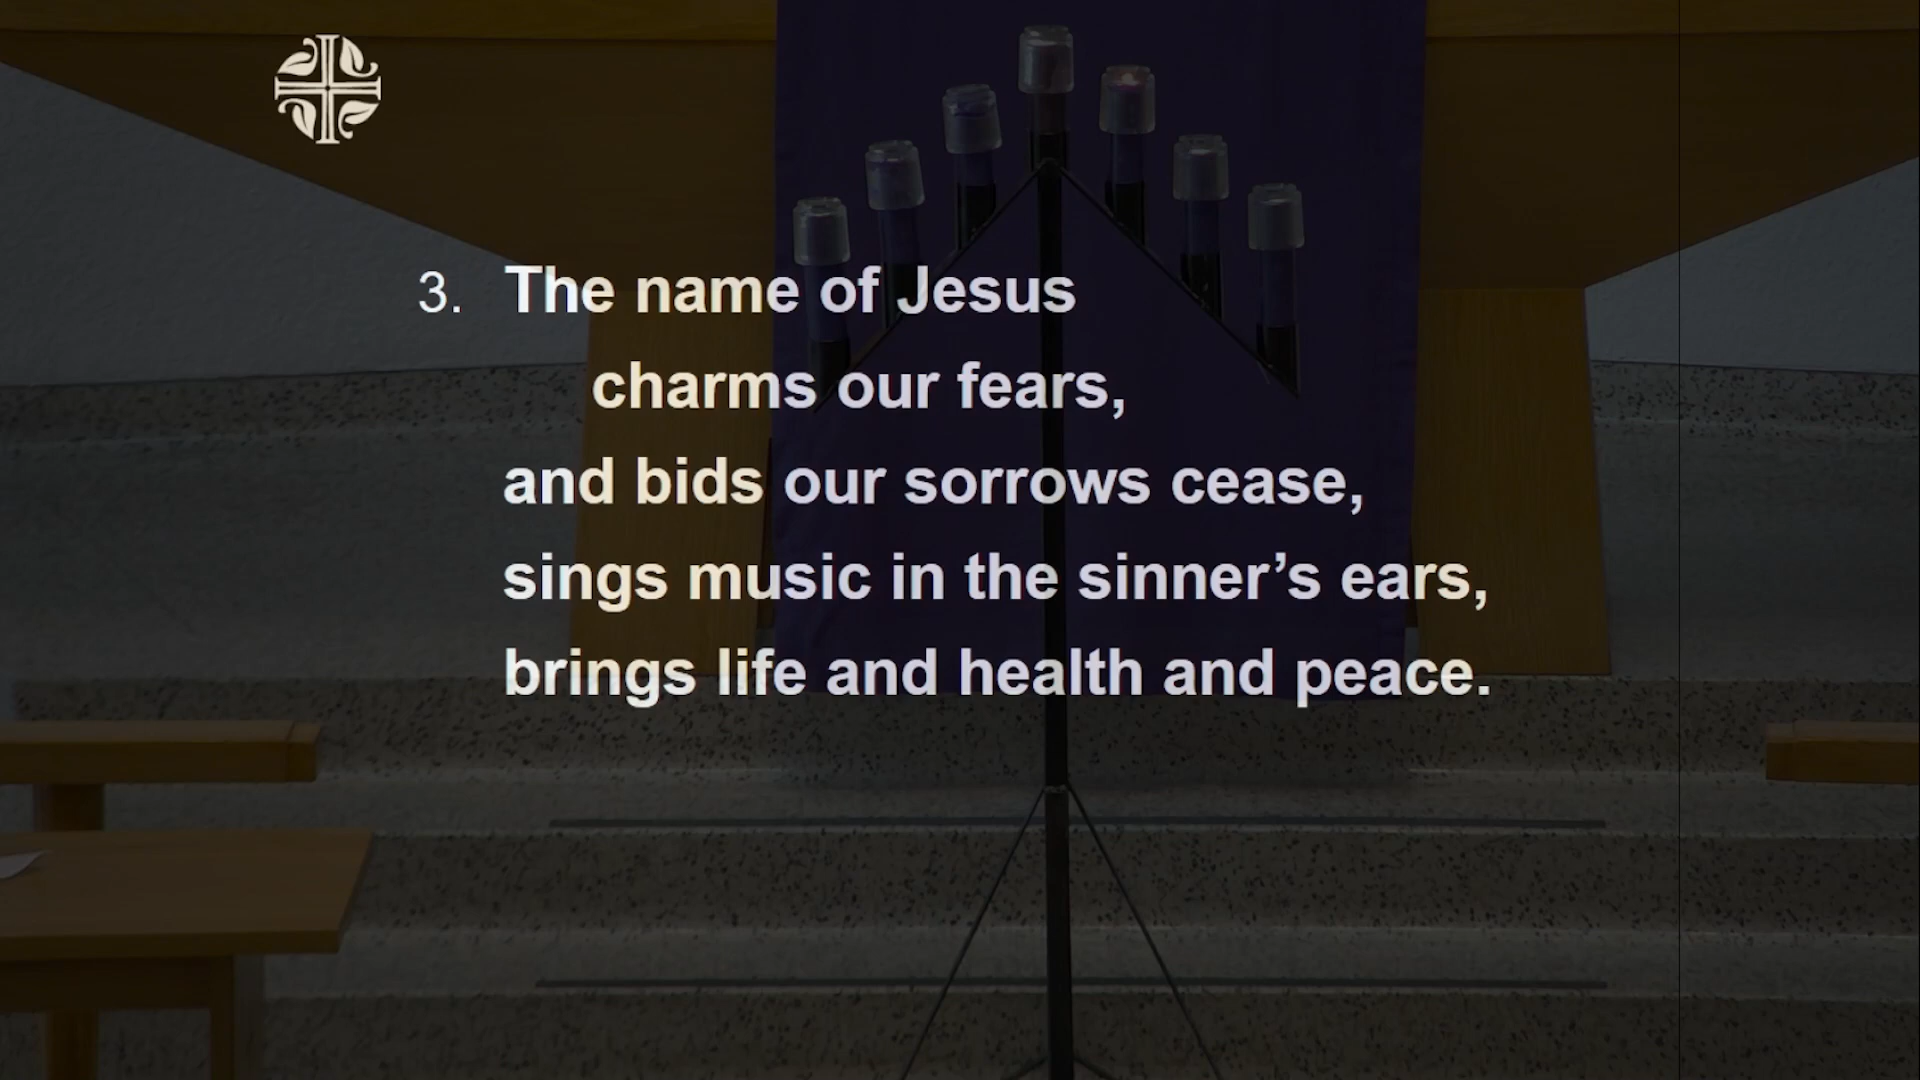 3. The name of Jesus
charms our fears,
and bids our sorrows cease,
sings music in the sinner’s ears,
brings life and health and peace.